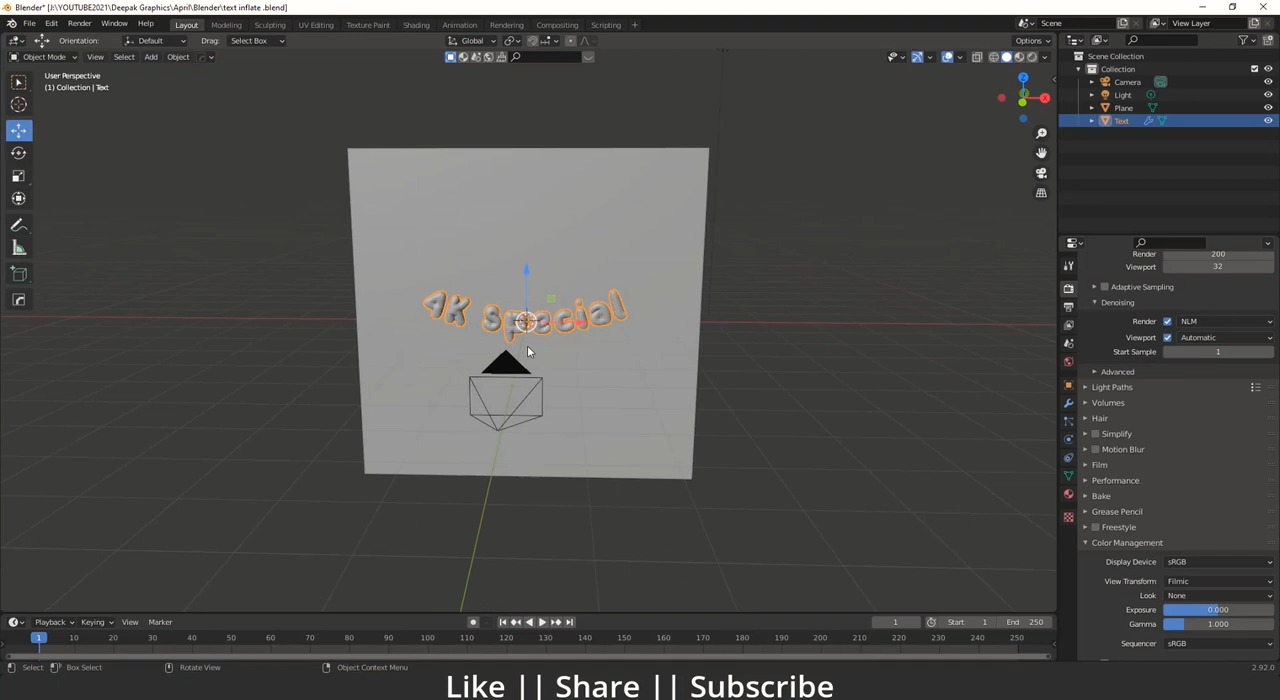 Blender* [J:\YOUTUBE2021\Deepak Graphics\April\Blender\text inflate .blend]
File Edit Render Window Help Layout Modeling Sculpting UV Editing Texture Paint Shading Animation Rendering Compositing Scripting + Scene View Layer
Orientation: Default Drag: Select Box Global Options
Object Mode View Select Add Object
User Perspective
(1) Collection | Text
Z
X
Scene Collection
Collection
Camera
Light
Plane
Text
4K special
Render 200
Viewport 32
Adaptive Sampling
Denoising
Render NLM
Viewport Automatic
Start Sample 1
Advanced
Light Paths
Volumes
Hair
Simplify
Motion Blur
Film
Performance
Bake
Grease Pencil
Freestyle
Color Management
Display Device sRGB
View Transform Filmic
Look None
Exposure 0.000
Gamma 1.000
Sequencer sRGB
Playback Keying View Marker 1 Start 1 End 250
1 10 20 30 40 50 60 70 80 90 100 110 120 130 140 150 160 170 180 190 200 210 220 230 240 250
Select Box Select Rotate View Object Context Menu 2.92.0
Like || Share || Subscribe